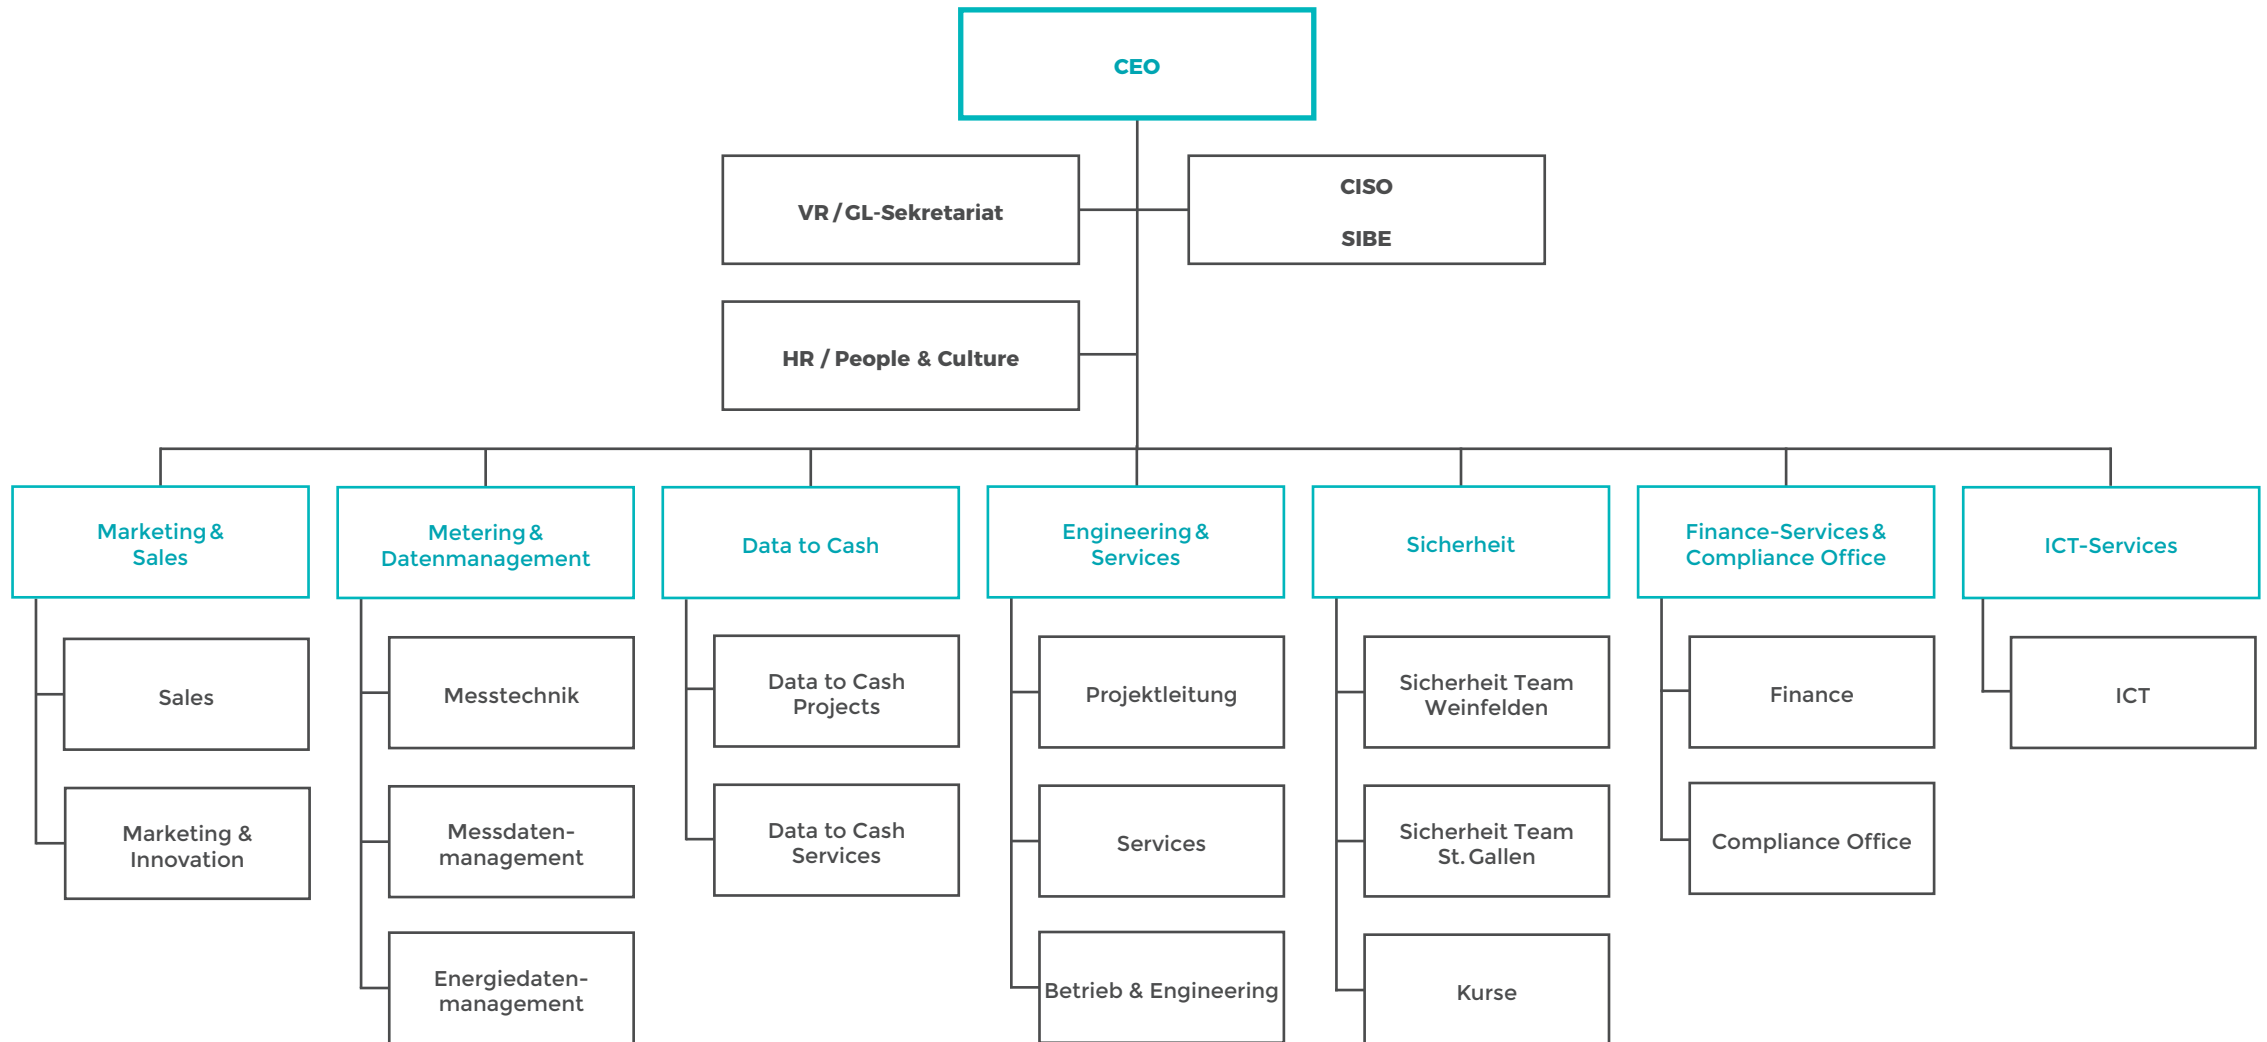 CEO
VR / GL-Sekretariat
CISO
SIBE
HR / People & Culture
Marketing &
Sales
Metering &
Datenmanagement
Data to Cash
Engineering &
Services
Sicherheit
Finance-Services &
Compliance Office
ICT-Services
Sales
Messtechnik
Data to Cash
Projects
Projektleitung
Sicherheit Team
Weinfelden
Finance
ICT
Marketing &
Innovation
Messdaten-
management
Data to Cash
Services
Services
Sicherheit Team
St. Gallen
Compliance Office
Energiedaten-
management
Betrieb & Engineering
Kurse